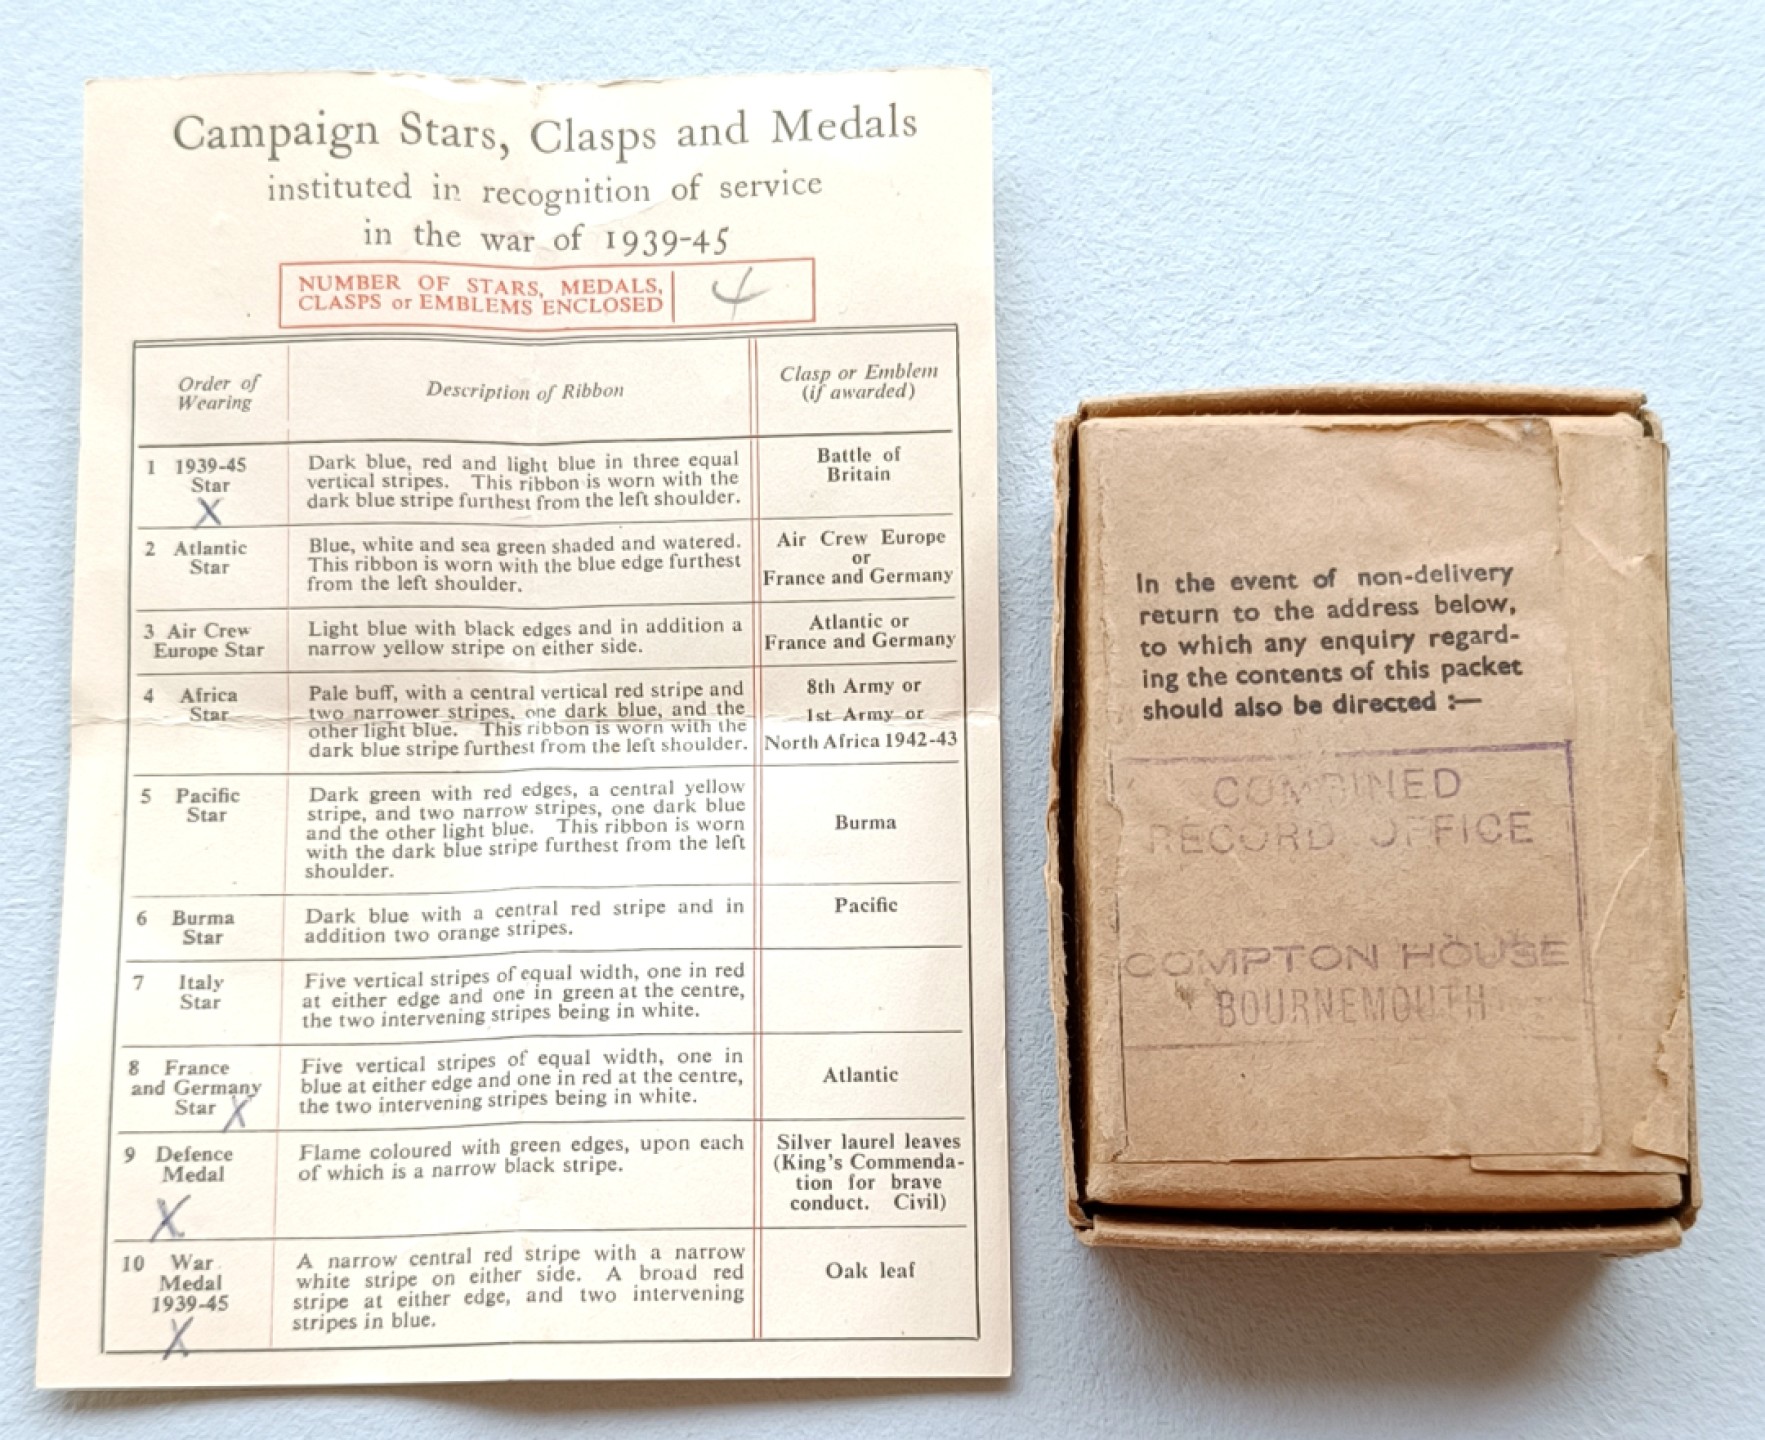 Campaign Stars, Clasps and Medals
instituted in recognition of service
in the war of 1939-45
NUMBER OF STARS, MEDALS,
CLASPS or EMBLEMS ENCLOSED
4
Order of
Wearing
Description of Ribbon
Clasp or Emblem
(if awarded)
1 1939-45
Star
X
Dark blue, red and light blue in three equal
vertical stripes. This ribbon is worn with the
dark blue stripe furthest from the left shoulder.
Battle of
Britain
2 Atlantic
Star
Blue, white and sea green shaded and watered.
This ribbon is worn with the blue edge furthest
from the left shoulder.
Air Crew Europe
or
France and Germany
3 Air Crew
Europe Star
Light blue with black edges and in addition a
narrow yellow stripe on either side.
Atlantic or
France and Germany
4 Africa
Star
Pale buff, with a central vertical red stripe and
two narrower stripes, one dark blue, and the
other light blue. This ribbon is worn with the
dark blue stripe furthest from the left shoulder.
8th Army or
1st Army or
North Africa 1942-43
5 Pacific
Star
Dark green with red edges, a central yellow
stripe, and two narrow stripes, one dark blue
and the other light blue. This ribbon is worn
with the dark blue stripe furthest from the left
shoulder.
Burma
6 Burma
Star
Dark blue with a central red stripe and in
addition two orange stripes.
Pacific
7 Italy
Star
Five vertical stripes of equal width, one in red
at either edge and one in green at the centre,
the two intervening stripes being in white.
8 France
and Germany
Star X
Five vertical stripes of equal width, one in
blue at either edge and one in red at the centre,
the two intervening stripes being in white.
Atlantic
9 Defence
Medal
X
Flame coloured with green edges, upon each
of which is a narrow black stripe.
Silver laurel leaves
(King's Commenda-
tion for brave
conduct. Civil)
10 War
Medal
1939-45
X
A narrow central red stripe with a narrow
white stripe on either side. A broad red
stripe at either edge, and two intervening
stripes in blue.
Oak leaf
In the event of non-delivery
return to the address below,
to which any enquiry regard-
ing the contents of this packet
should also be directed :—
COMBINED
RECORD OFFICE
COMPTON HOUSE
BOURNEMOUTH